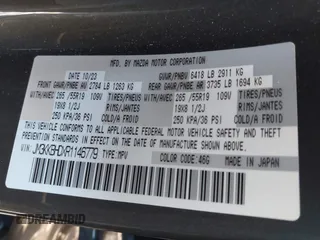 MFD. BY: MAZDA MOTOR CORPORATION
DATE 10/23 GVWR/PNBV 6418 LB 2911 KG
FRONT GAWR/PNBE AV 2784 LB 1263 KG REAR GAWR/PNBE AR 3735 LB 1694 KG
TIRES/PNEUS 265 /55R19 109V TIRES/PNEUS 265 /55R19 109V
RIMS/JANTES 19X8 1/2J RIMS/JANTES 19X8 1/2J
COLD/A FROID 250 KPA/36 PSI COLD/A FROID 250 KPA/36 PSI
THIS VEHICLE CONFORMS TO ALL APPLICABLE FEDERAL MOTOR VEHICLE SAFETY, BUMPER, AND THEFT PREVENTION STANDARDS IN EFFECT ON THE DATE OF MANUFACTURE SHOWN ABOVE.
VIN: JM3KKBHDXR1146779 TYPE: MPV
COLOR CODE: 46G MADE IN JAPAN
DREAMBID